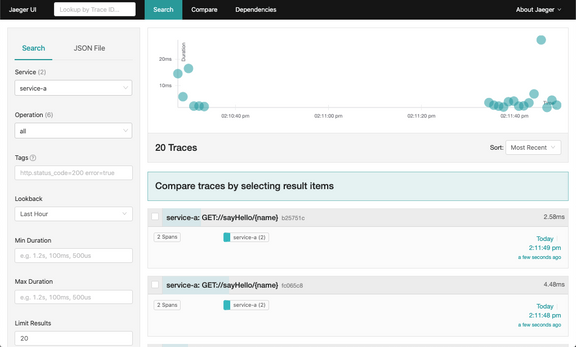 Jaeger UI
Lookup by Trace ID...
Search
Compare
Dependencies
About Jaeger
Search
JSON File
Service (2)
service-a
Operation (6)
all
Tags
http.status_code=200 error=true
Lookback
Last Hour
Min Duration
e.g. 1.2s, 100ms, 500us
Max Duration
e.g. 1.2s, 100ms, 500us
Limit Results
20
Duration
20ms
10ms
Time
02:11:40 pm
02:10:40 pm
02:11:00 pm
02:11:20 pm
20 Traces
Sort:
Most Recent
Compare traces by selecting result items
service-a: GET://sayHello/{name} b25751c
2.58ms
2 Spans
service-a (2)
Today
2:11:49 pm
a few seconds ago
service-a: GET://sayHello/{name} fc065c8
4.48ms
2 Spans
service-a (2)
Today
2:11:48 pm
a few seconds ago